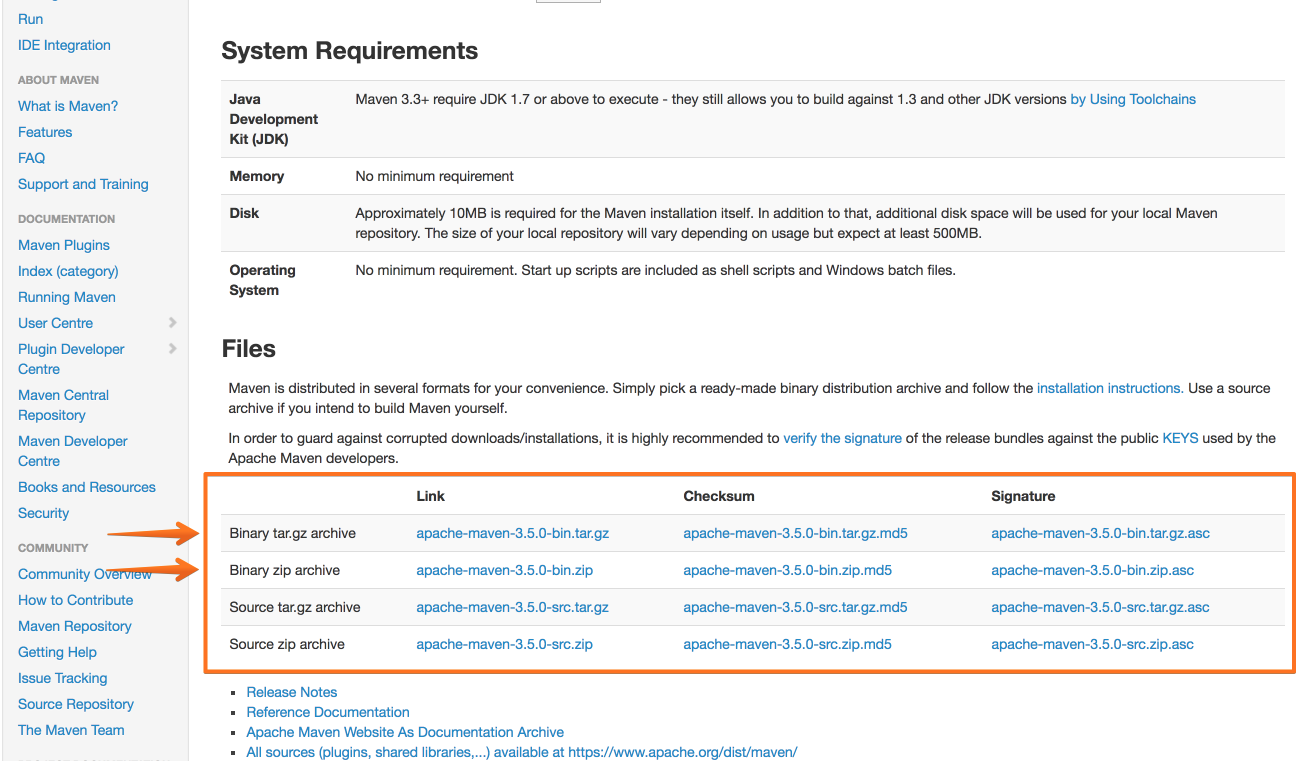 Run
IDE Integration
ABOUT MAVEN
What is Maven?
Features
FAQ
Support and Training
DOCUMENTATION
Maven Plugins
Index (category)
Running Maven
User Centre
Plugin Developer
Centre
Maven Central
Repository
Maven Developer
Centre
Books and Resources
Security
COMMUNITY
Community Overview
How to Contribute
Maven Repository
Getting Help
Issue Tracking
Source Repository
The Maven Team
System Requirements
Java Maven 3.3+ require JDK 1.7 or above to execute - they still allows you to build against 1.3 and other JDK versions by Using Toolchains
Development
Kit (JDK)
Memory No minimum requirement
Disk Approximately 10MB is required for the Maven installation itself. In addition to that, additional disk space will be used for your local Maven
repository. The size of your local repository will vary depending on usage but expect at least 500MB.
Operating No minimum requirement. Start up scripts are included as shell scripts and Windows batch files.
System
Files
Maven is distributed in several formats for your convenience. Simply pick a ready-made binary distribution archive and follow the installation instructions. Use a source
archive if you intend to build Maven yourself.
In order to guard against corrupted downloads/installations, it is highly recommended to verify the signature of the release bundles against the public KEYS used by the
Apache Maven developers.
Link Checksum Signature
Binary tar.gz archive apache-maven-3.5.0-bin.tar.gz apache-maven-3.5.0-bin.tar.gz.md5 apache-maven-3.5.0-bin.tar.gz.asc
Binary zip archive apache-maven-3.5.0-bin.zip apache-maven-3.5.0-bin.zip.md5 apache-maven-3.5.0-bin.zip.asc
Source tar.gz archive apache-maven-3.5.0-src.tar.gz apache-maven-3.5.0-src.tar.gz.md5 apache-maven-3.5.0-src.tar.gz.asc
Source zip archive apache-maven-3.5.0-src.zip apache-maven-3.5.0-src.zip.md5 apache-maven-3.5.0-src.zip.asc
Release Notes
Reference Documentation
Apache Maven Website As Documentation Archive
All sources (plugins, shared libraries,...) available at https://www.apache.org/dist/maven/